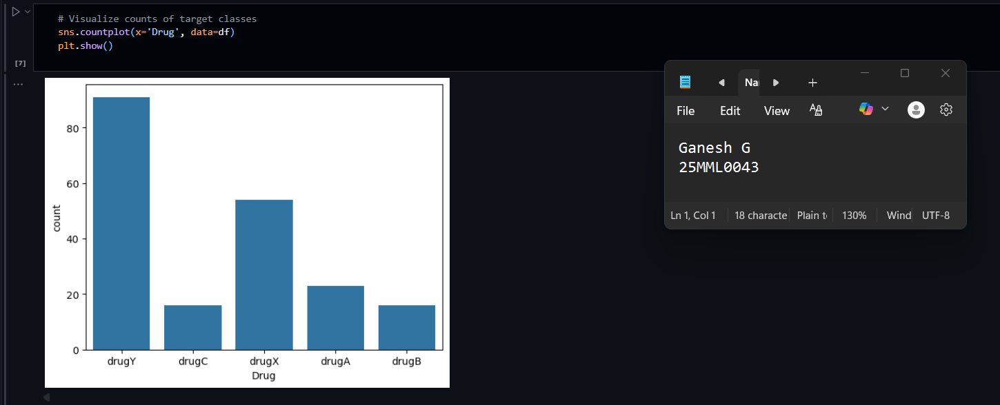 # Visualize counts of target classes
sns.countplot(x='Drug', data=df)
plt.show()
[7]
...
80
60
40
20
0
count
drugY drugC drugX drugA drugB
Drug
Na
File Edit View
Ganesh G
25MML0043
Ln 1, Col 1 18 characte Plain t 130% Wind UTF-8